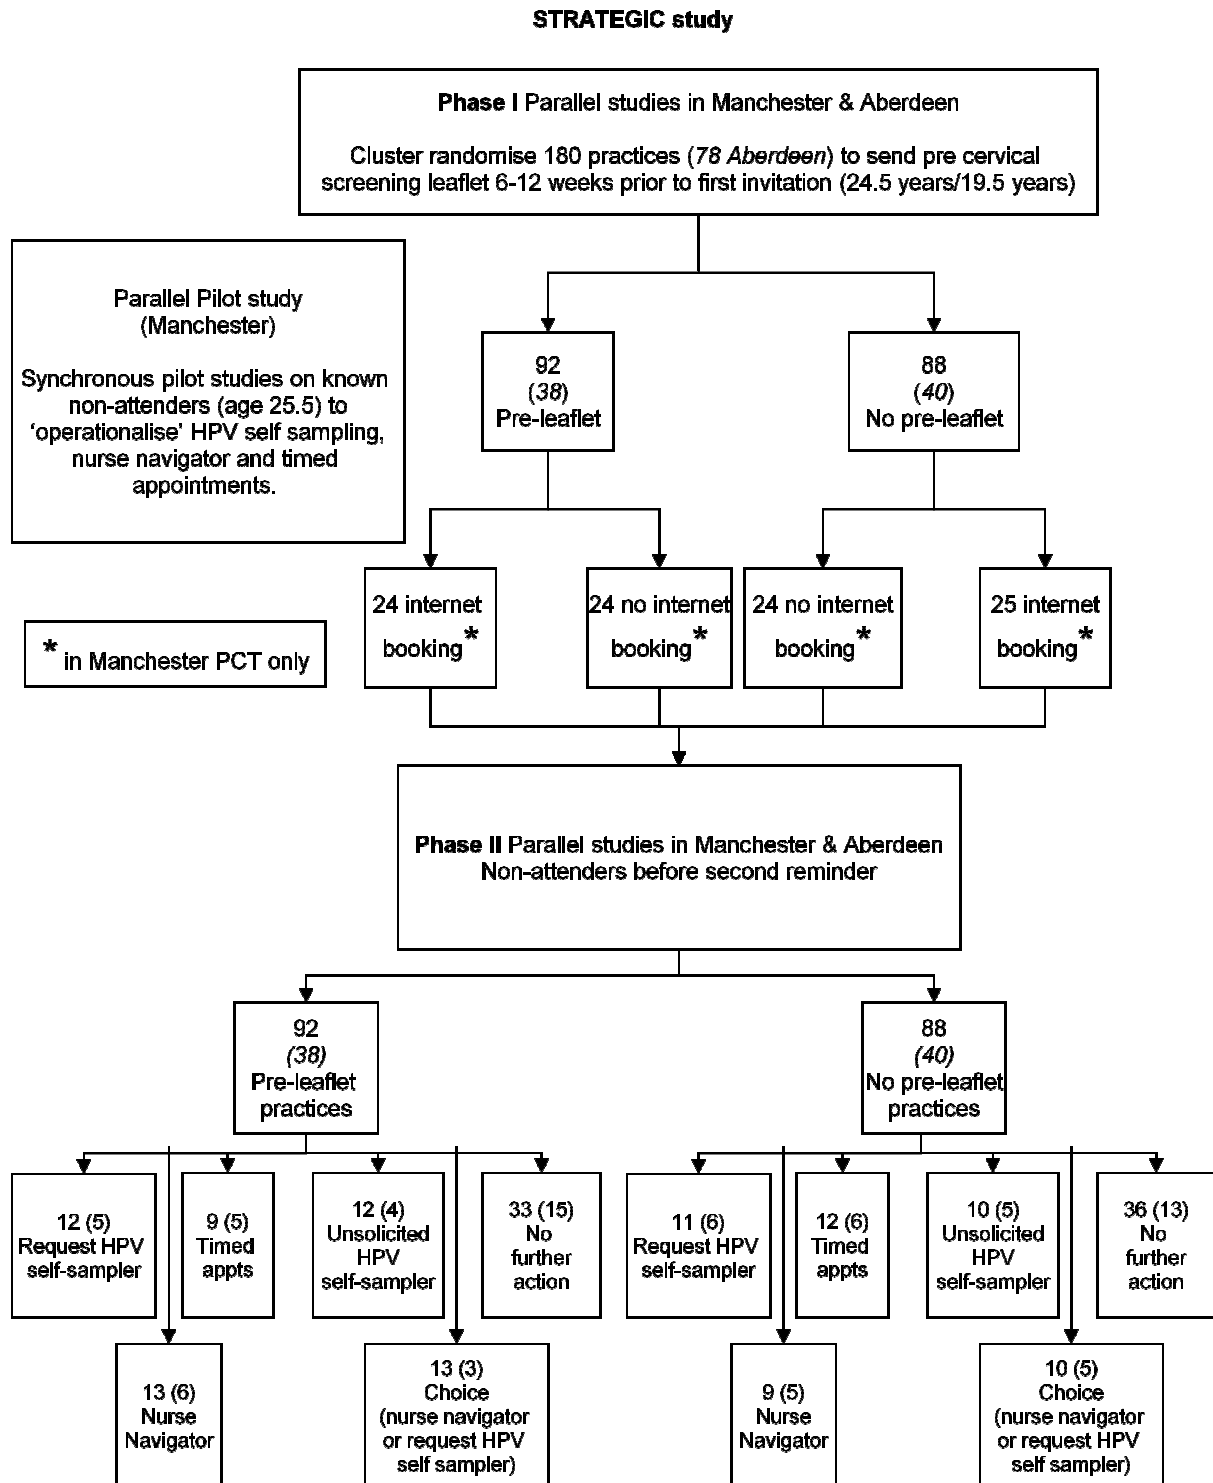 STRATEGIC study
Phase I Parallel studies in Manchester & Aberdeen
Cluster randomise 180 practices (78 Aberdeen) to send pre cervical
screening leaflet 6-12 weeks prior to first invitation (24.5 years/19.5 years)
Parallel Pilot study
(Manchester)
Synchronous pilot studies on known
non-attenders (age 25.5) to
‘operationalise’ HPV self sampling,
nurse navigator and timed
appointments.
92
(38)
Pre-leaflet
88
(40)
No pre-leaflet
24 internet
booking*
24 no internet
booking*
24 no internet
booking*
25 internet
booking*
* in Manchester PCT only
Phase II Parallel studies in Manchester & Aberdeen
Non-attenders before second reminder
92
(38)
Pre-leaflet
practices
88
(40)
No pre-leaflet
practices
12 (5)
Request HPV
self-sampler
9 (5)
Timed
appts
12 (4)
Unsolicited
HPV
self-sampler
33 (15)
No
further
action
11 (6)
Request HPV
self-sampler
12 (6)
Timed
appts
10 (5)
Unsolicited
HPV
self-sampler
36 (13)
No
further
action
13 (6)
Nurse
Navigator
13 (3)
Choice
(nurse navigator
or request HPV
self sampler)
9 (5)
Nurse
Navigator
10 (5)
Choice
(nurse navigator
or request HPV
self sampler)